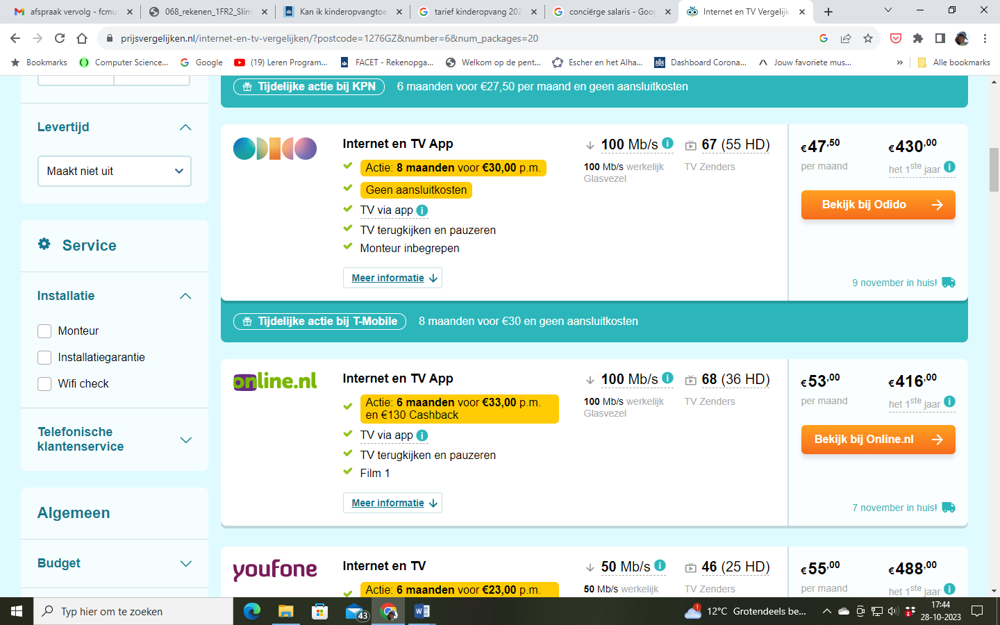 afspraak vervolg - fcmu
068_rekenen_1FR2_Slim
Kan ik kinderopvangtoe
tarief kinderopvang 202
conciërge salaris - Goo
Internet en TV Vergelijk
prijsvergelijken.nl/internet-en-tv-vergelijken/?postcode=1276GZ&number=6&num_packages=20
Bookmarks
Computer Science...
Google
(19) Leren Program...
FACET - Rekenopga...
Welkom op de pent...
Escher en het Alha...
Dashboard Corona...
Jouw favoriete mus...
»
Alle bookmarks
Tijdelijke actie bij KPN 6 maanden voor €27,50 per maand en geen aansluitkosten
Levertijd
Maakt niet uit
Service
Installatie
Monteur
Installatiegarantie
Wifi check
Telefonische
klantenservice
Algemeen
Budget
Internet en TV App
Actie: 8 maanden voor €30,00 p.m.
Geen aansluitkosten
TV via app i
TV terugkijken en pauzeren
Monteur inbegrepen
Meer informatie
100 Mb/s i
100 Mb/s werkelijk
Glasvezel
67 (55 HD)
TV Zenders
€47,50
per maand
€430,00
het 1ste jaar i
Bekijk bij Odido
9 november in huis!
Tijdelijke actie bij T-Mobile 8 maanden voor €30 en geen aansluitkosten
online.nl
Internet en TV App
Actie: 6 maanden voor €33,00 p.m.
en €130 Cashback
TV via app i
TV terugkijken en pauzeren
Film 1
Meer informatie
100 Mb/s i
100 Mb/s werkelijk
Glasvezel
68 (36 HD)
TV Zenders
€53,00
per maand
€416,00
het 1ste jaar i
Bekijk bij Online.nl
7 november in huis!
youfone
Internet en TV
Actie: 6 maanden voor €23,00 p.m.
50 Mb/s i
50 Mb/s werkelijk
46 (25 HD)
TV Zenders
€55,00
per maand
€488,00
het 1ste jaar i
Typ hier om te zoeken
43
1
12°C Grotendeels be...
17:44
28-10-2023